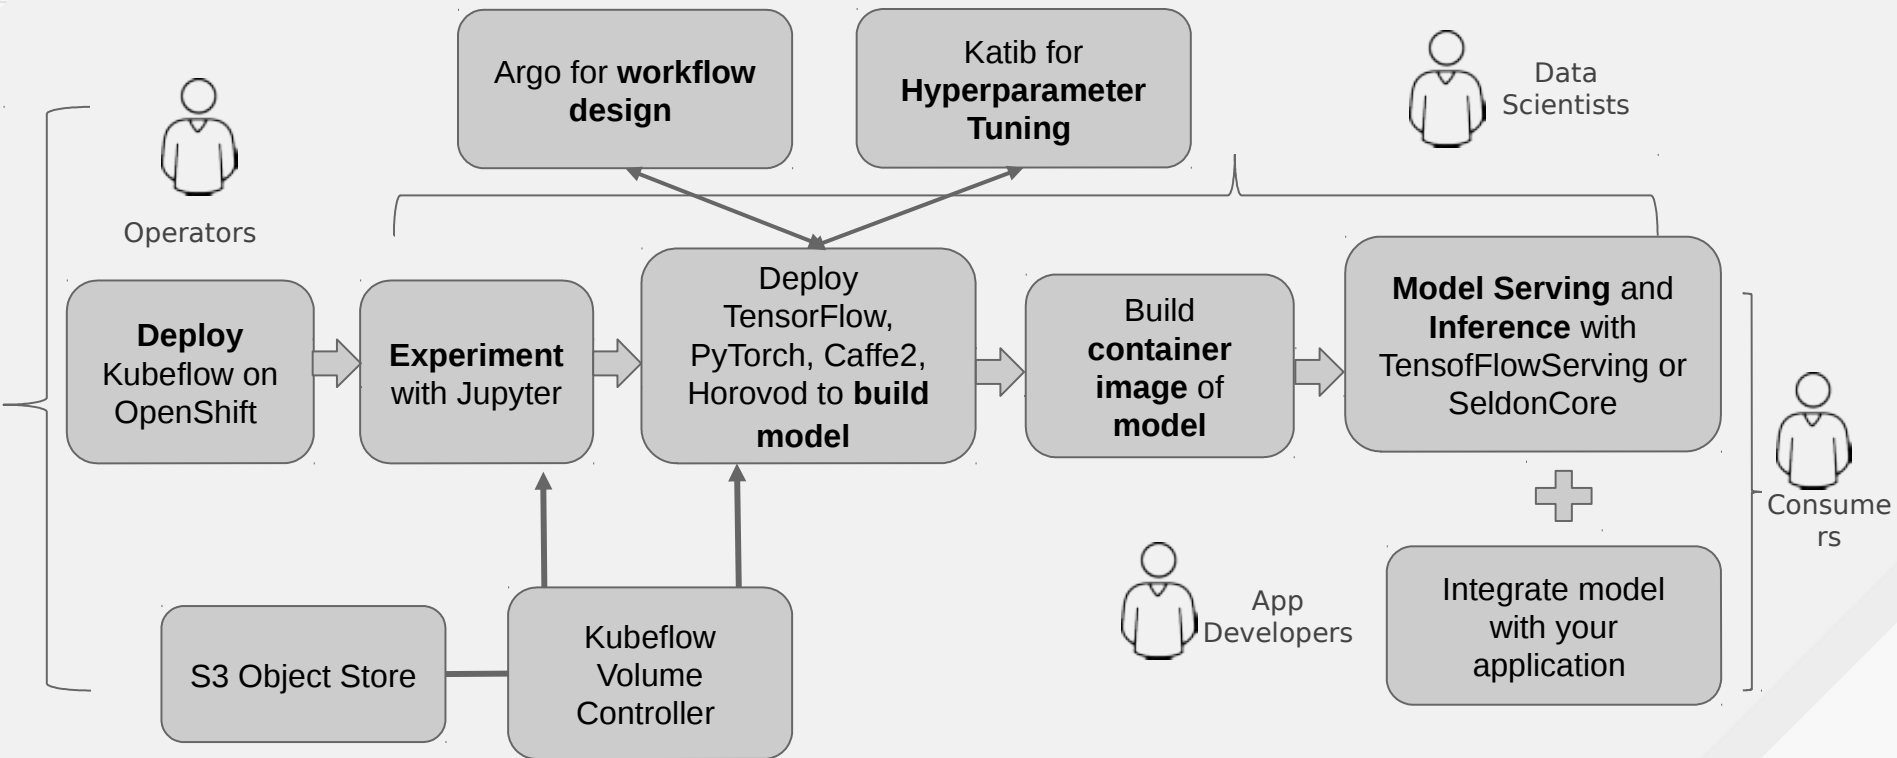 Argo for workflow
design
Katib for
Hyperparameter
Tuning
Data
Scientists
Operators
Deploy
Kubeflow on
OpenShift
Experiment
with Jupyter
Deploy
TensorFlow,
PyTorch, Caffe2,
Horovod to build
model
Build
container
image of
model
Model Serving and
Inference with
TensofFlowServing or
SeldonCore
Consume
rs
S3 Object Store
Kubeflow
Volume
Controller
App
Developers
Integrate model
with your
application